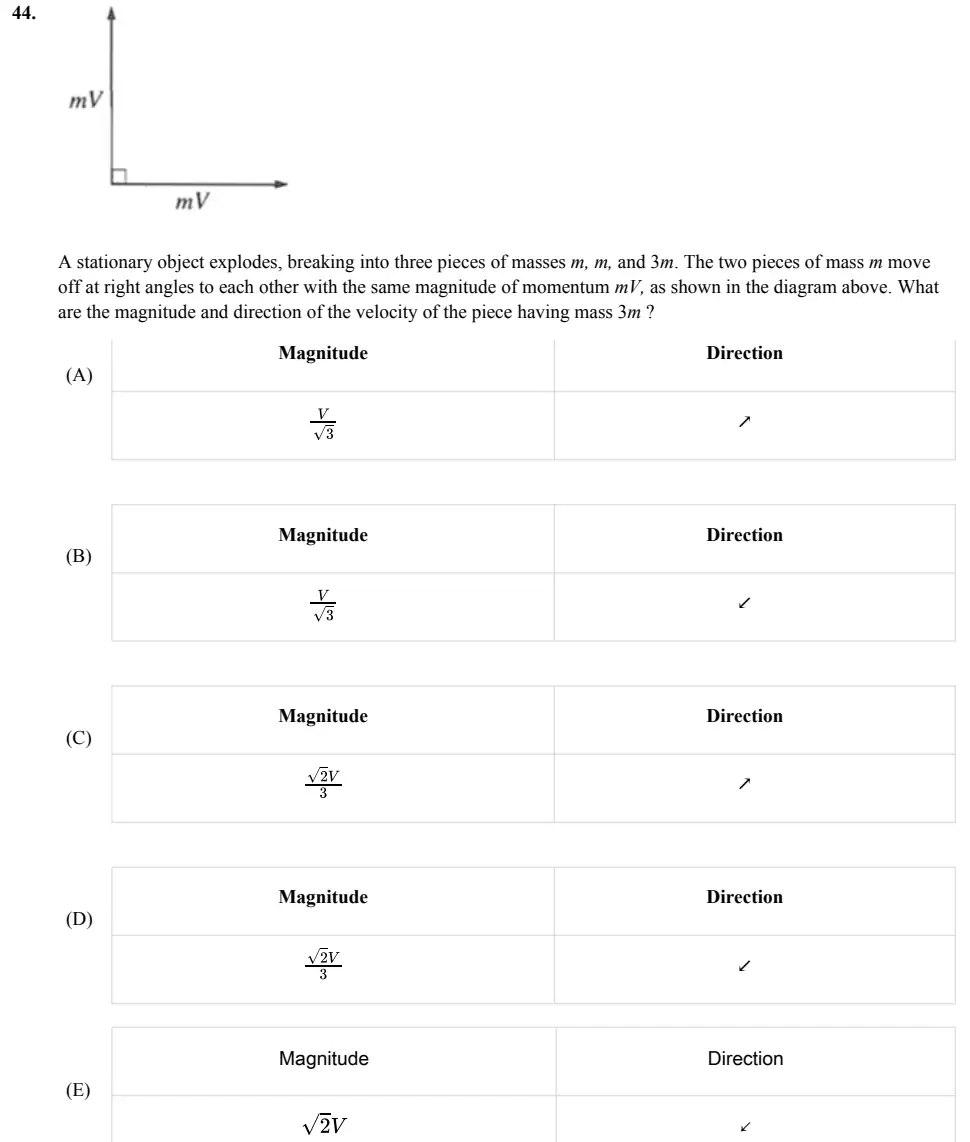 44.
mV
mV
A stationary object explodes, breaking into three pieces of masses m, m, and 3m. The two pieces of mass m move
off at right angles to each other with the same magnitude of momentum mV, as shown in the diagram above. What
are the magnitude and direction of the velocity of the piece having mass 3m ?
(A)
Magnitude Direction
V/√3 ↗
(B)
Magnitude Direction
V/√3 ↙
(C)
Magnitude Direction
√2V/3 ↗
(D)
Magnitude Direction
√2V/3 ↙
(E)
Magnitude Direction
√2V ↙